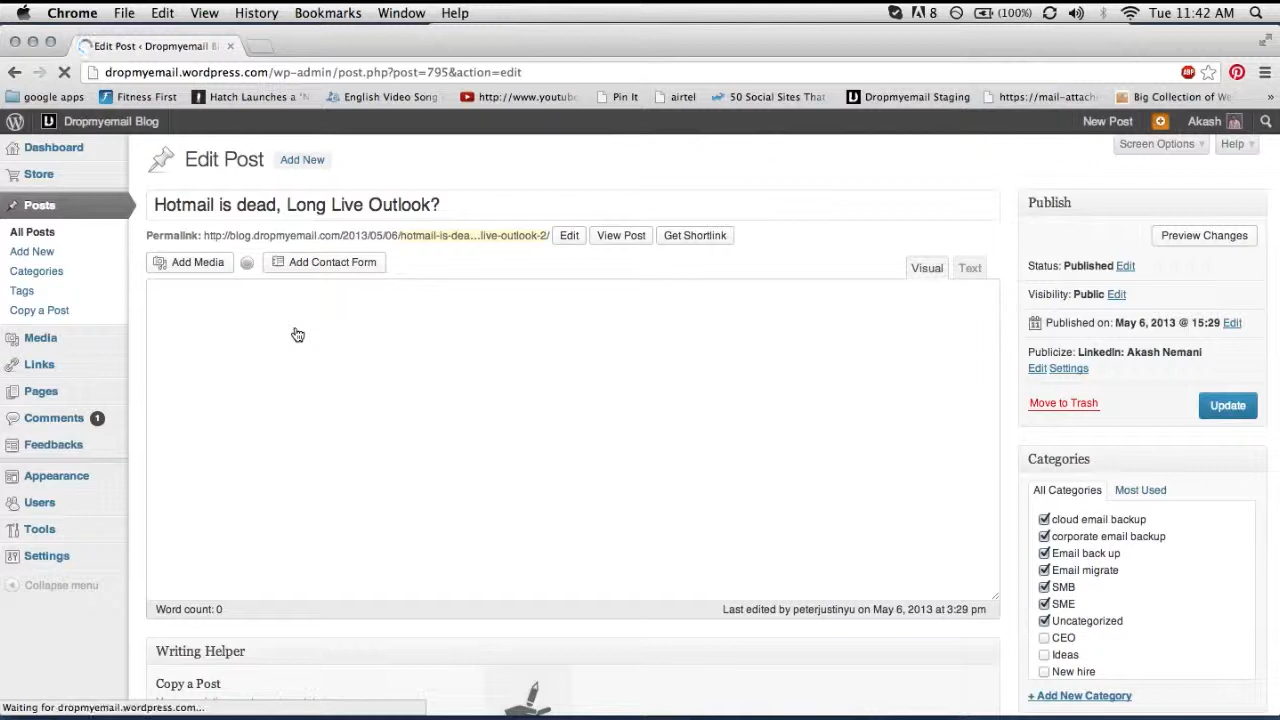 Chrome File Edit View History Bookmarks Window Help 8 (100%) Tue 11:42 AM
Edit Post ‹ Dropmyemail Bl
dropmyemail.wordpress.com/wp-admin/post.php?post=795&action=edit
google apps Fitness First Hatch Launches a 'N English Video Song http://www.youtube Pin It airtel 50 Social Sites That Dropmyemail Staging https://mail-attach Big Collection of We
Dropmyemail Blog New Post Akash
Screen Options Help
Dashboard
Store
Posts
All Posts
Add New
Categories
Tags
Copy a Post
Media
Links
Pages
Comments 1
Feedbacks
Appearance
Users
Tools
Settings
Collapse menu
Edit Post Add New
Hotmail is dead, Long Live Outlook?
Permalink: http://blog.dropmyemail.com/2013/05/06/hotmail-is-dea...live-outlook-2/ Edit View Post Get Shortlink
Add Media Add Contact Form
Visual Text
Word count: 0 Last edited by peterjustinyu on May 6, 2013 at 3:29 pm
Writing Helper
Copy a Post
Publish
Preview Changes
Status: Published Edit
Visibility: Public Edit
Published on: May 6, 2013 @ 15:29 Edit
Publicize: LinkedIn: Akash Nemani
Edit Settings
Move to Trash Update
Categories
All Categories Most Used
cloud email backup
corporate email backup
Email back up
Email migrate
SMB
SME
Uncategorized
CEO
Ideas
New hire
+ Add New Category
Waiting for dropmyemail.wordpress.com...